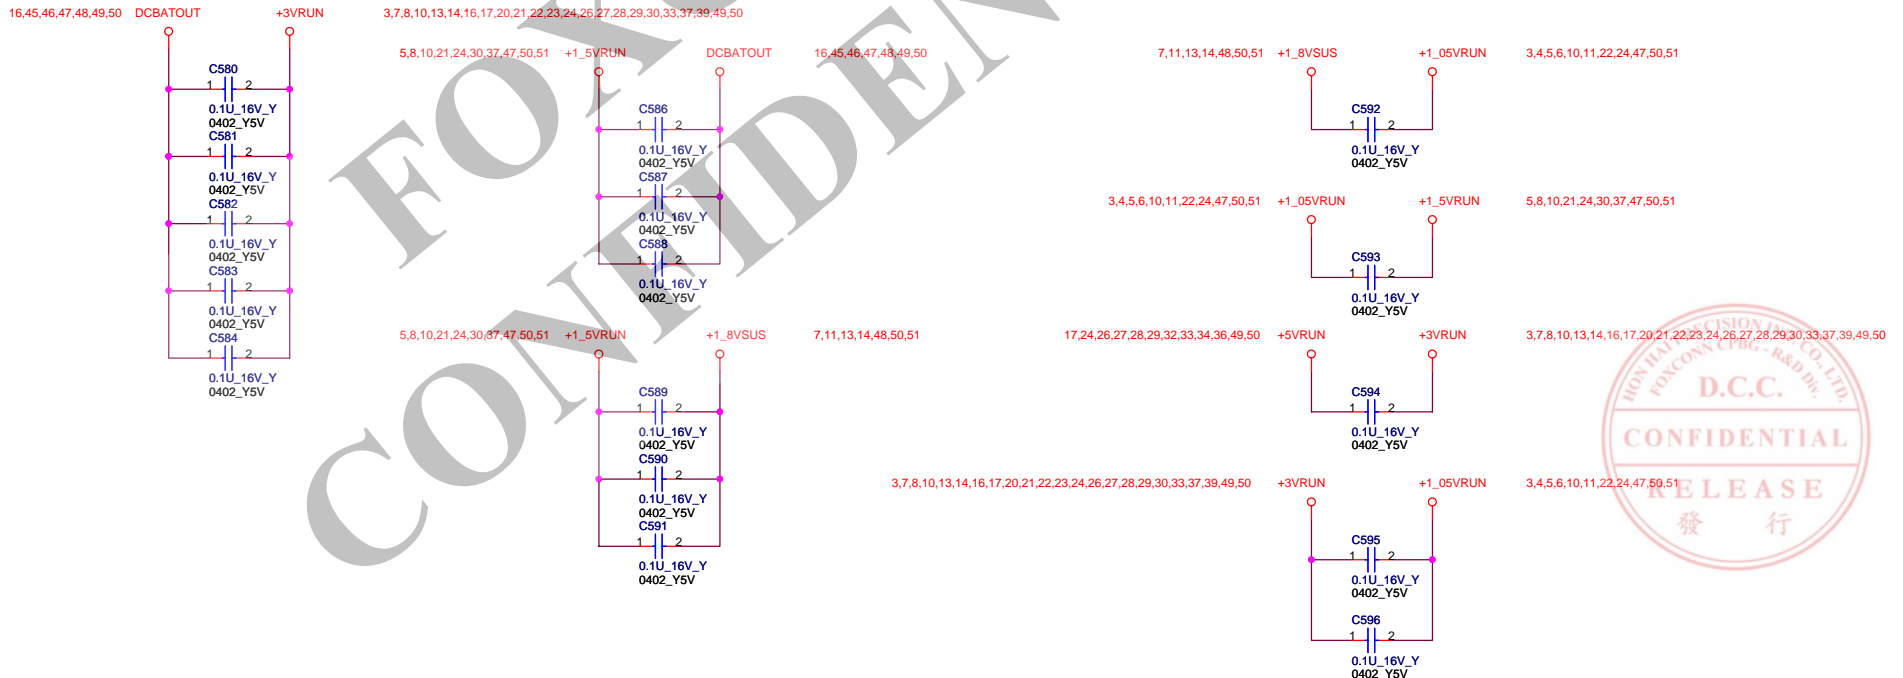 16,45,46,47,48,49,50 DCBATOUT +3VRUN 3,7,8,10,13,14,16,17,20,21,22,23,24,26,27,28,29,30,33,37,39,49,50
C580
1 2
0.1U_16V_Y
0402_Y5V
C581
1 2
0.1U_16V_Y
0402_Y5V
C582
1 2
0.1U_16V_Y
0402_Y5V
C583
1 2
0.1U_16V_Y
0402_Y5V
C584
1 2
0.1U_16V_Y
0402_Y5V
5,8,10,21,24,30,37,47,50,51 +1_5VRUN DCBATOUT 16,45,46,47,48,49,50
C586
1 2
0.1U_16V_Y
0402_Y5V
C587
1 2
0.1U_16V_Y
0402_Y5V
C588
1 2
0.1U_16V_Y
0402_Y5V
5,8,10,21,24,30,37,47,50,51 +1_5VRUN +1_8VSUS 7,11,13,14,48,50,51
C589
1 2
0.1U_16V_Y
0402_Y5V
C590
1 2
0.1U_16V_Y
0402_Y5V
C591
1 2
0.1U_16V_Y
0402_Y5V
7,11,13,14,48,50,51 +1_8VSUS +1_05VRUN 3,4,5,6,10,11,22,24,47,50,51
C592
1 2
0.1U_16V_Y
0402_Y5V
3,4,5,6,10,11,22,24,47,50,51 +1_05VRUN +1_5VRUN 5,8,10,21,24,30,37,47,50,51
C593
1 2
0.1U_16V_Y
0402_Y5V
17,24,26,27,28,29,32,33,34,36,49,50 +5VRUN +3VRUN 3,7,8,10,13,14,16,17,20,21,22,23,24,26,27,28,29,30,33,37,39,49,50
C594
1 2
0.1U_16V_Y
0402_Y5V
3,7,8,10,13,14,16,17,20,21,22,23,24,26,27,28,29,30,33,37,39,49,50 +3VRUN +1_05VRUN 3,4,5,6,10,11,22,24,47,50,51
C595
1 2
0.1U_16V_Y
0402_Y5V
C596
1 2
0.1U_16V_Y
0402_Y5V
HON HAI PRECISION IND. CO., LTD.
FOXCONN CPBG - R&D Div.
D.C.C.
CONFIDENTIAL
RELEASE
發 行